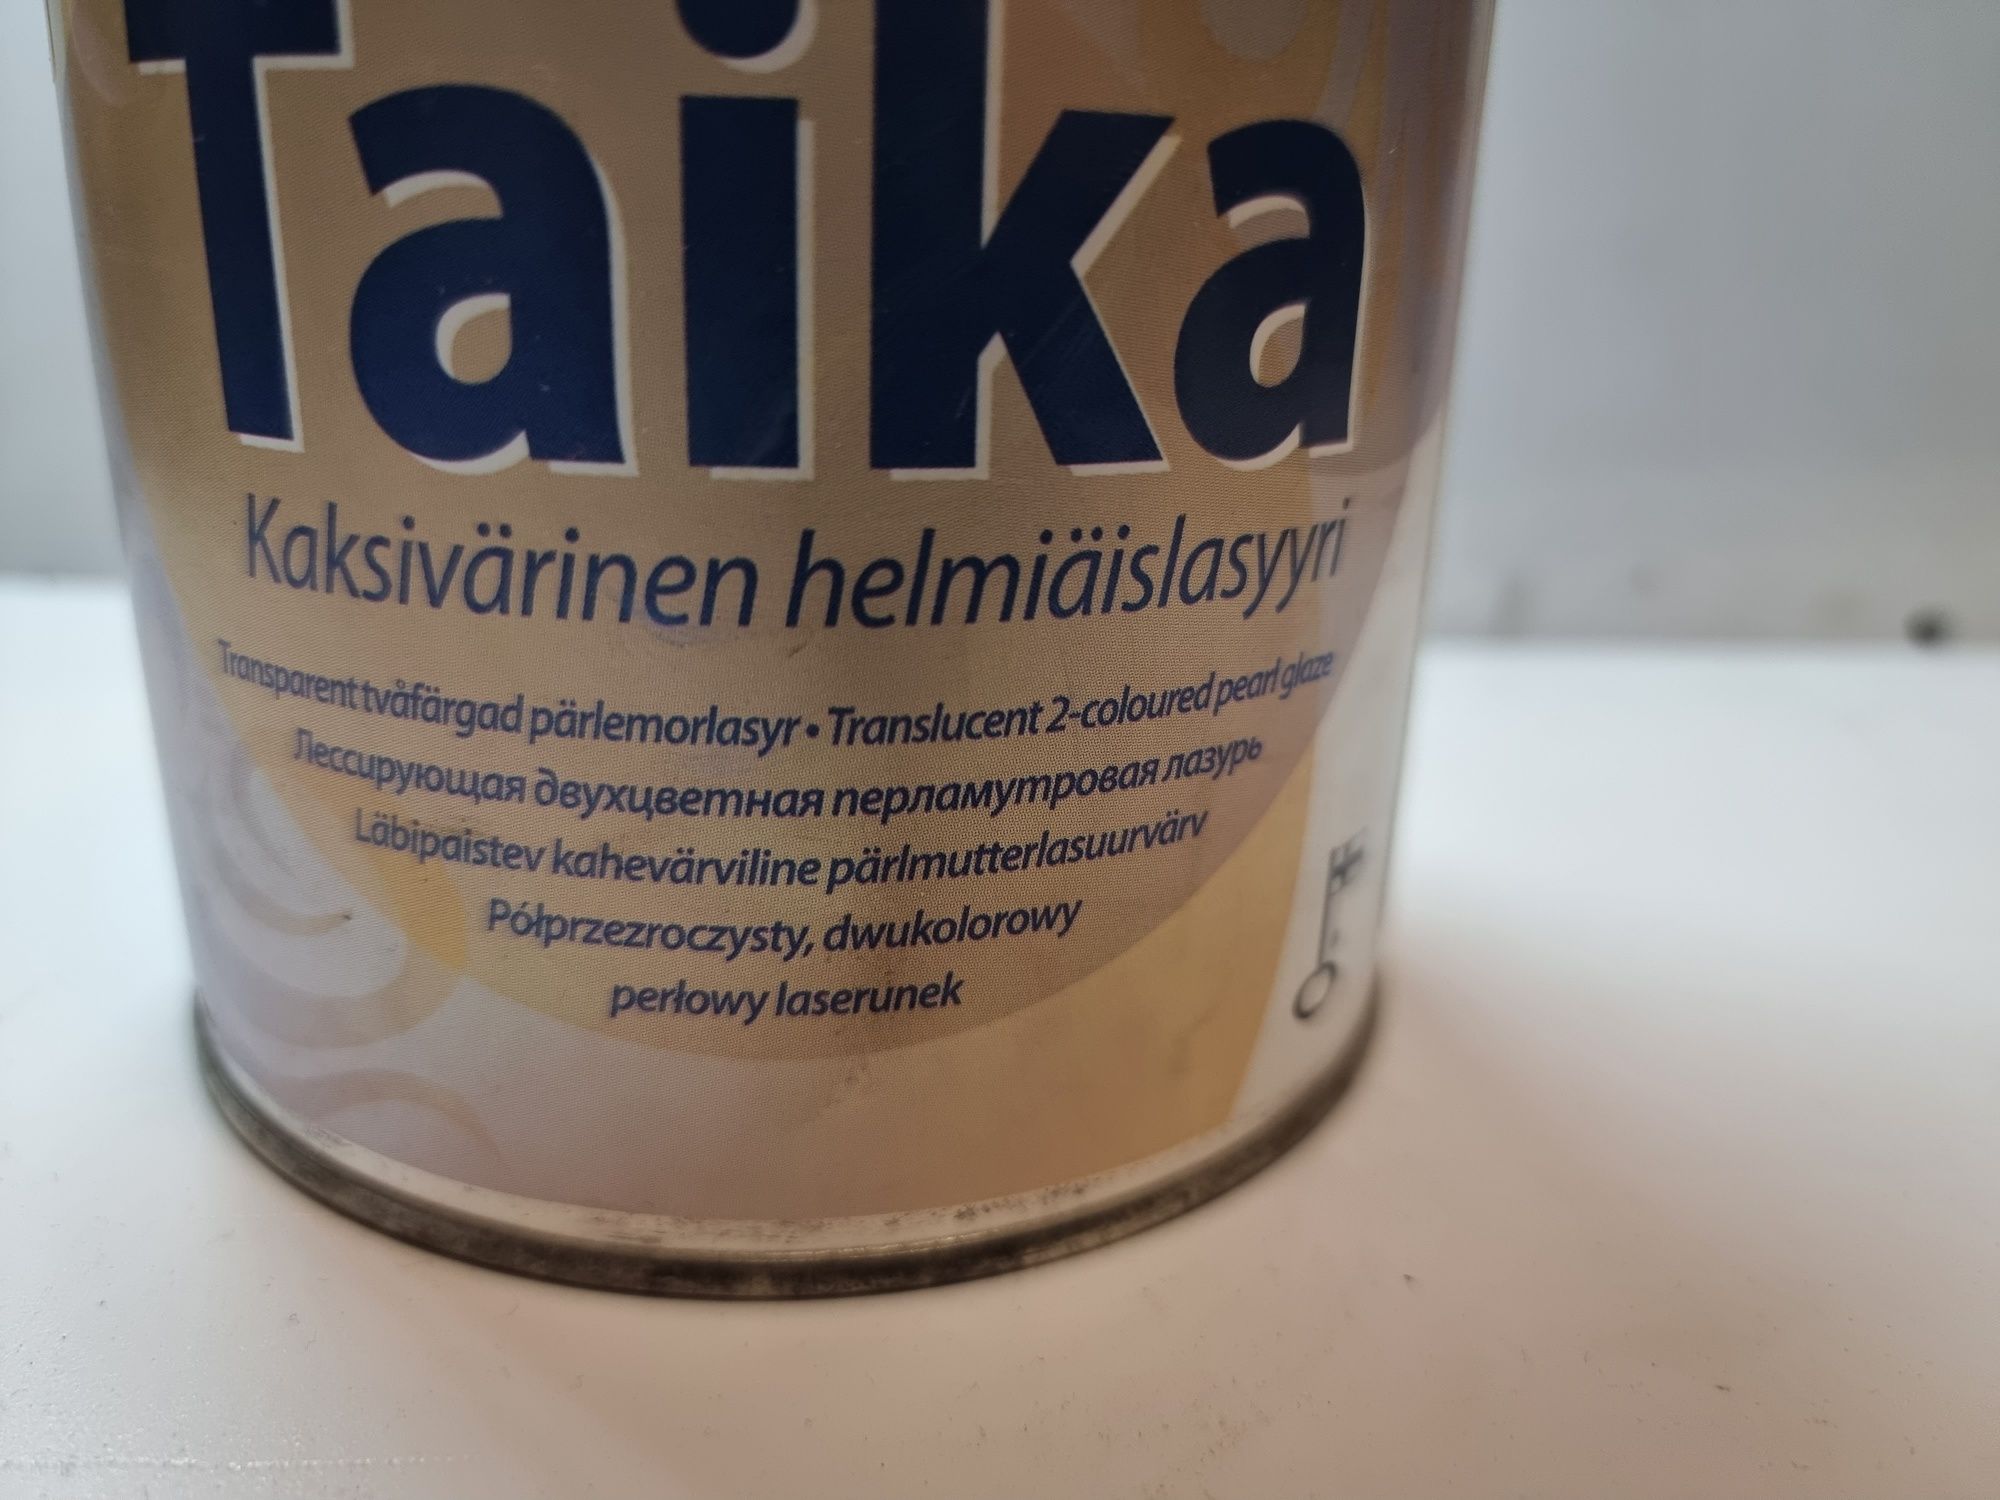 Taika
Kaksivärinen helmiäislasyyri
Transparent tvåfärgad pärlemorlasyr • Translucent 2-coloured pearl glaze
Лессирующая двухцветная перламутровая лазурь
Läbipaistev kahevärviline pärlmutterlasuurvärv
Półprzezroczysty, dwukolorowy
perłowy laserunek